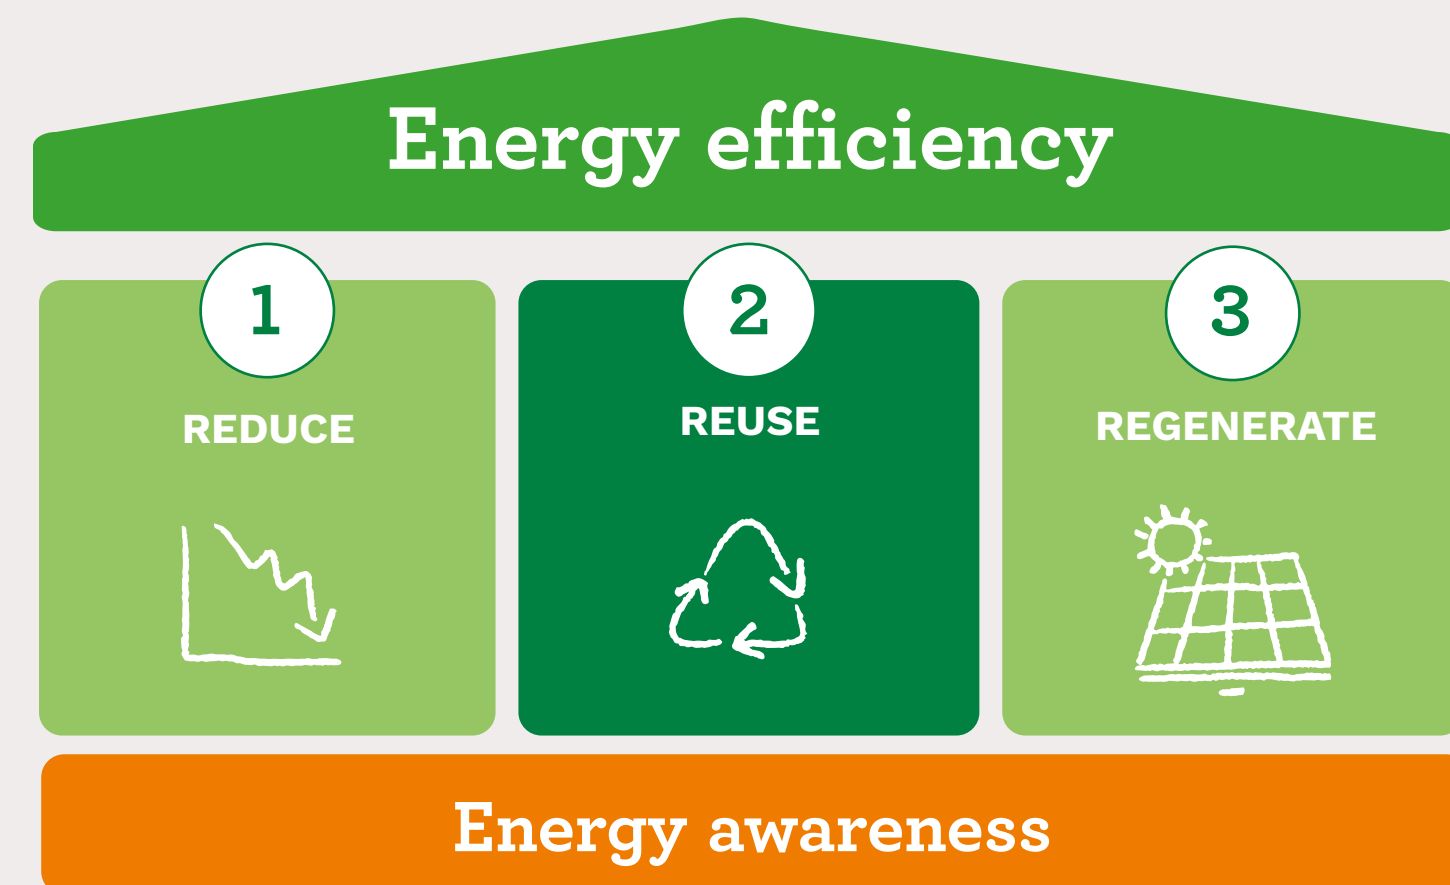 Energy efficiency
1
2
3
REDUCE
REUSE
REGENERATE
Energy awareness